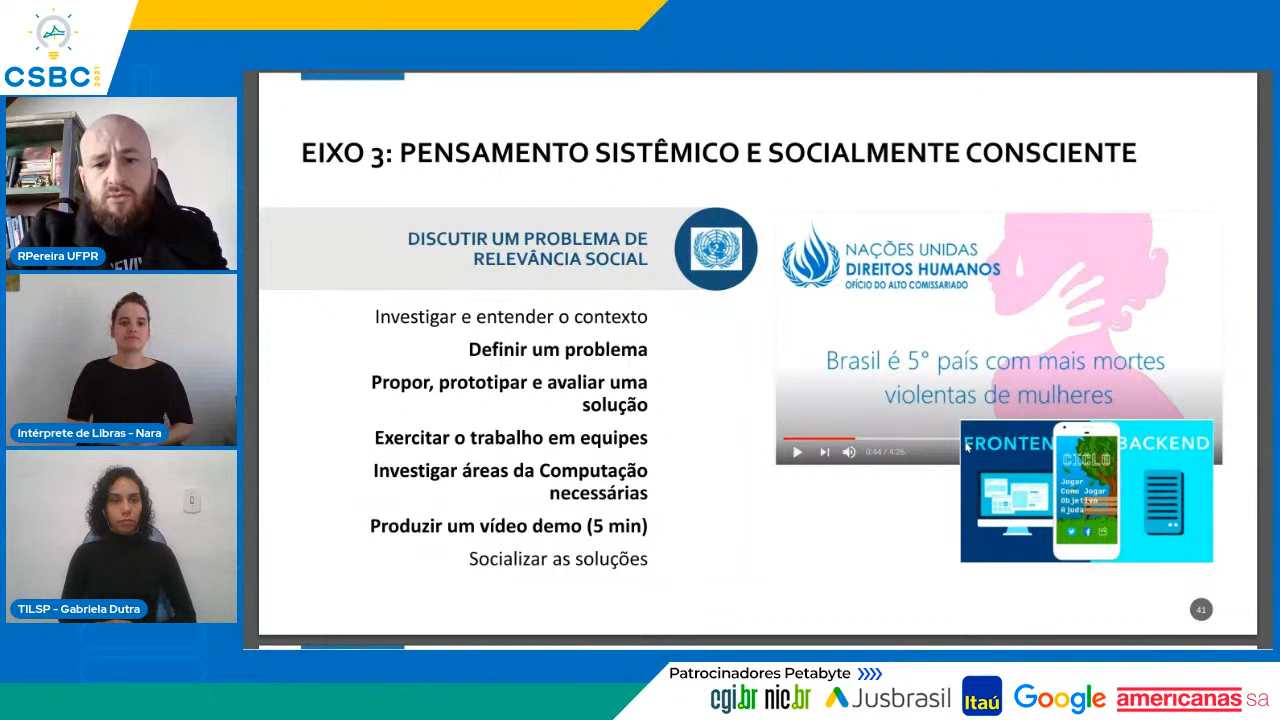 CSBC
2021
RPereira UFPR
Intérprete de Libras - Nara
TILSP - Gabriela Dutra
EIXO 3: PENSAMENTO SISTÊMICO E SOCIALMENTE CONSCIENTE
DISCUTIR UM PROBLEMA DE
RELEVÂNCIA SOCIAL
Investigar e entender o contexto
Definir um problema
Propor, prototipar e avaliar uma
solução
Exercitar o trabalho em equipes
Investigar áreas da Computação
necessárias
Produzir um vídeo demo (5 min)
Socializar as soluções
NAÇÕES UNIDAS
DIREITOS HUMANOS
OFÍCIO DO ALTO COMISSARIADO
Brasil é 5° país com mais mortes
violentas de mulheres
0:44 / 4:26
FRONTEN
BACKEND
CICLO
Jogar
Como Jogar
Objetivo
Ajuda
41
Patrocinadores Petabyte
cgi.br nic.br
Jusbrasil
Itaú
Google
americanas sa